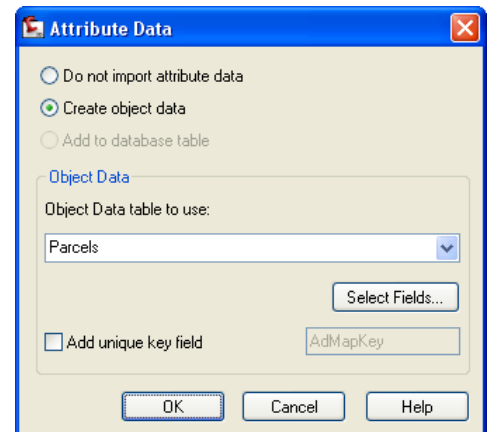 Attribute Data
Do not import attribute data
Create object data
Add to database table
Object Data
Object Data table to use:
Parcels
Select Fields...
Add unique key field AdMapKey
OK Cancel Help